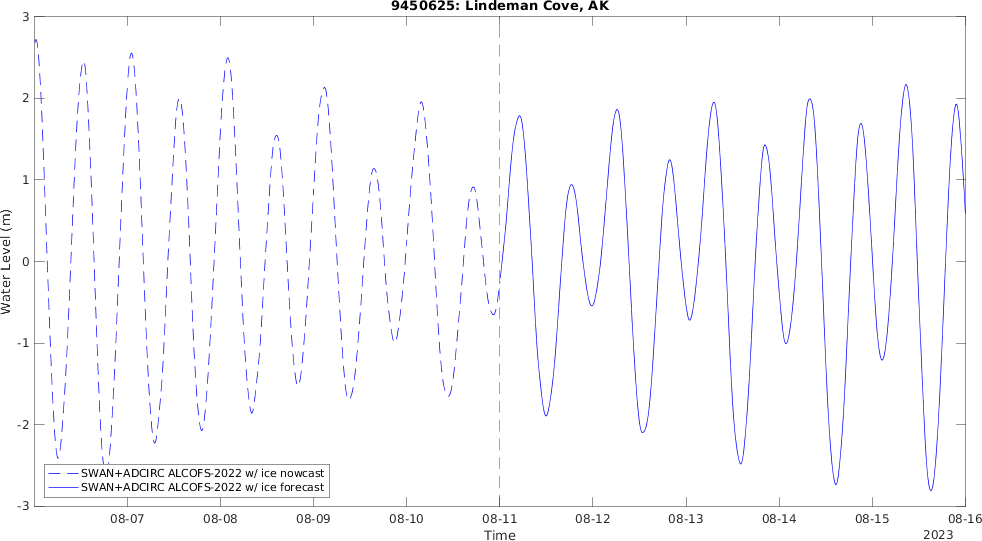 9450625: Lindeman Cove, AK
3
2
1
0
-1
-2
-3
Water Level (m)
SWAN+ADCIRC ALCOFS-2022 w/ ice nowcast
SWAN+ADCIRC ALCOFS-2022 w/ ice forecast
08-07 08-08 08-09 08-10 08-11 08-12 08-13 08-14 08-15 08-16
Time
2023